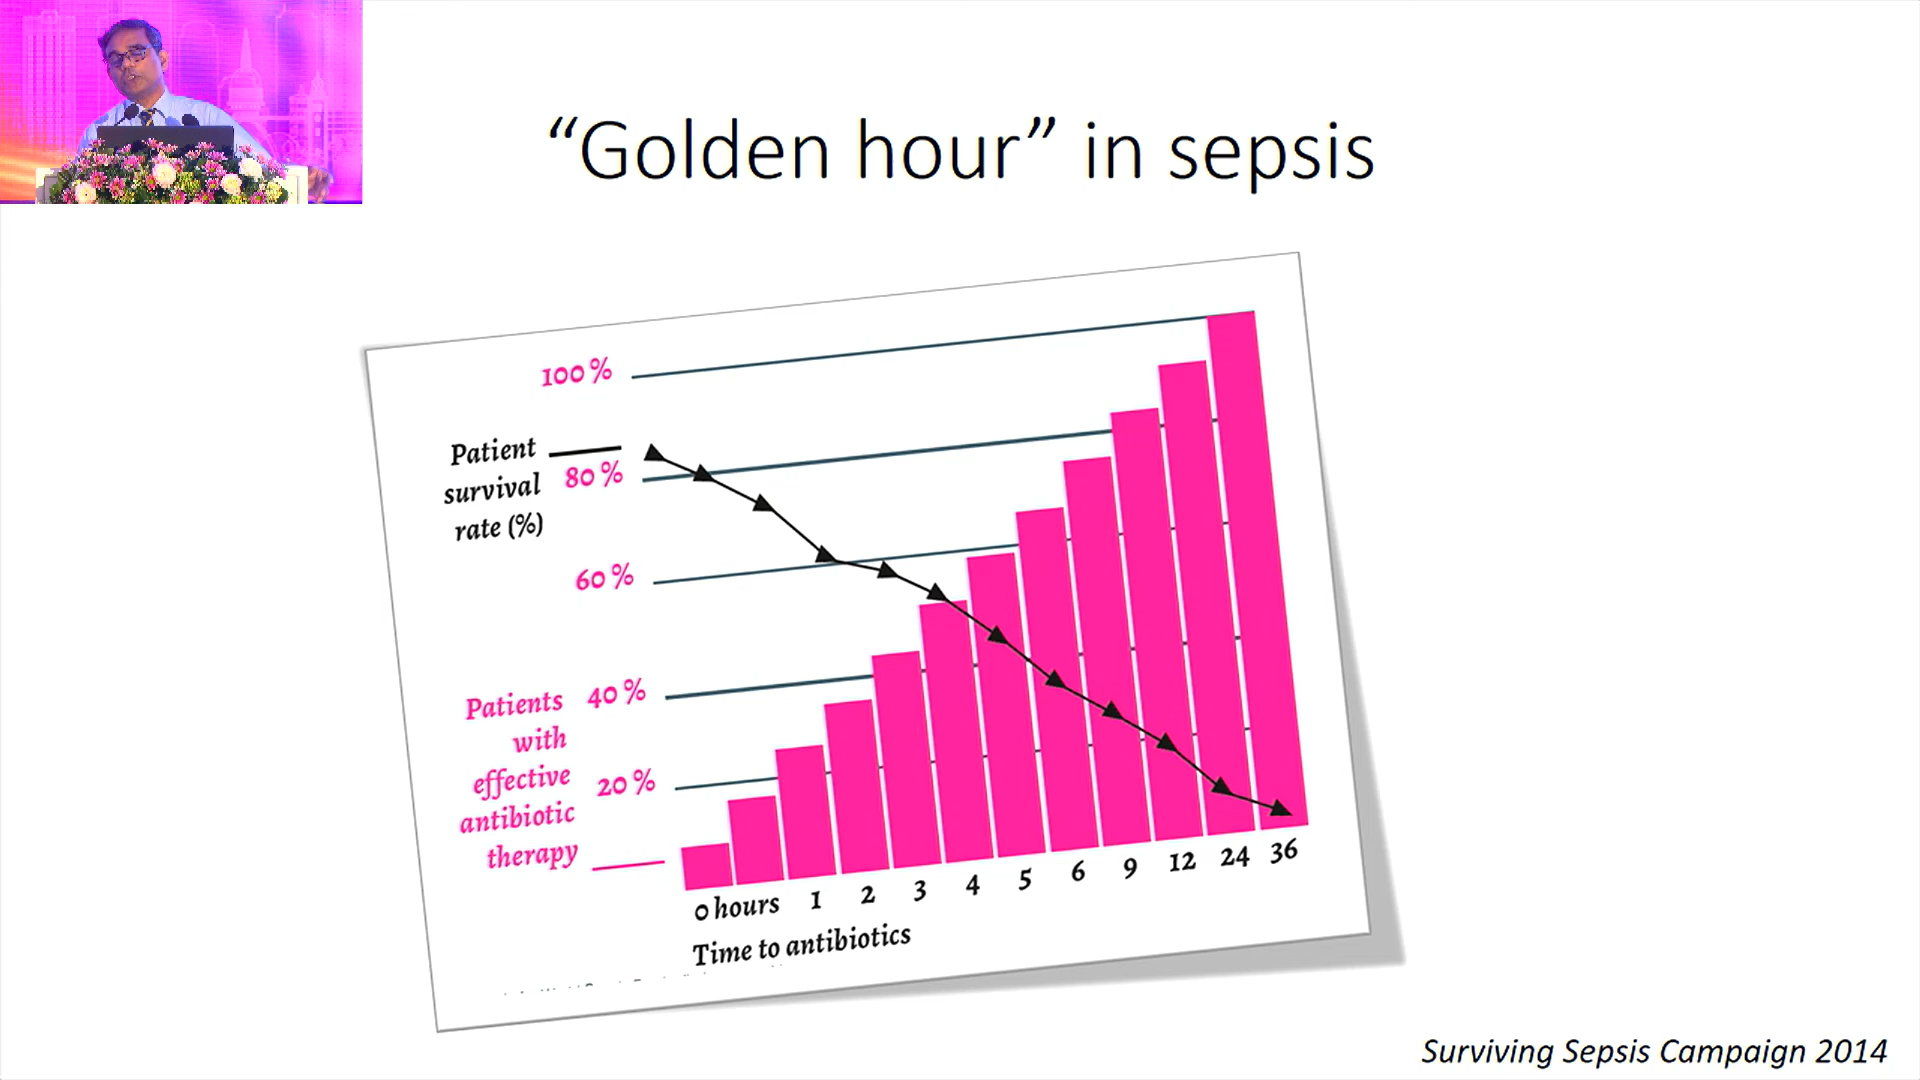 “Golden hour” in sepsis
100 %
Patient
survival
rate (%)
80 %
60 %
40 %
Patients
with
effective
antibiotic
therapy
20 %
0 hours 1 2 3 4 5 6 9 12 24 36
Time to antibiotics
Surviving Sepsis Campaign 2014